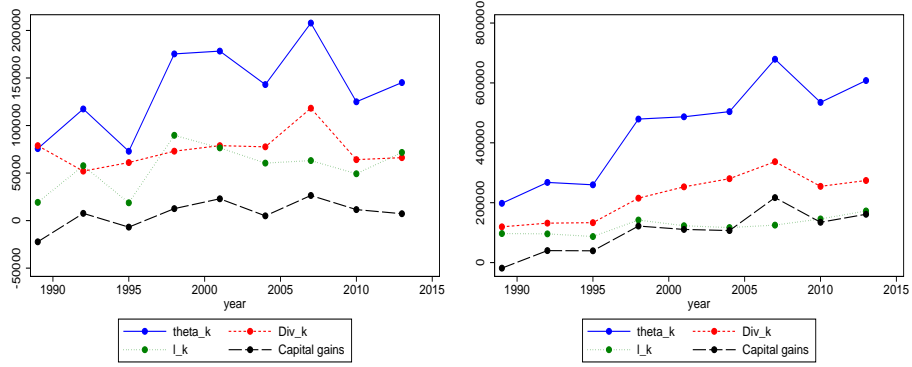 200000
150000
100000
50000
0
-50000
1990 1995 2000 2005 2010 2015
year
theta_k Div_k
I_k Capital gains
800000
600000
400000
200000
0
1990 1995 2000 2005 2010 2015
year
theta_k Div_k
I_k Capital gains